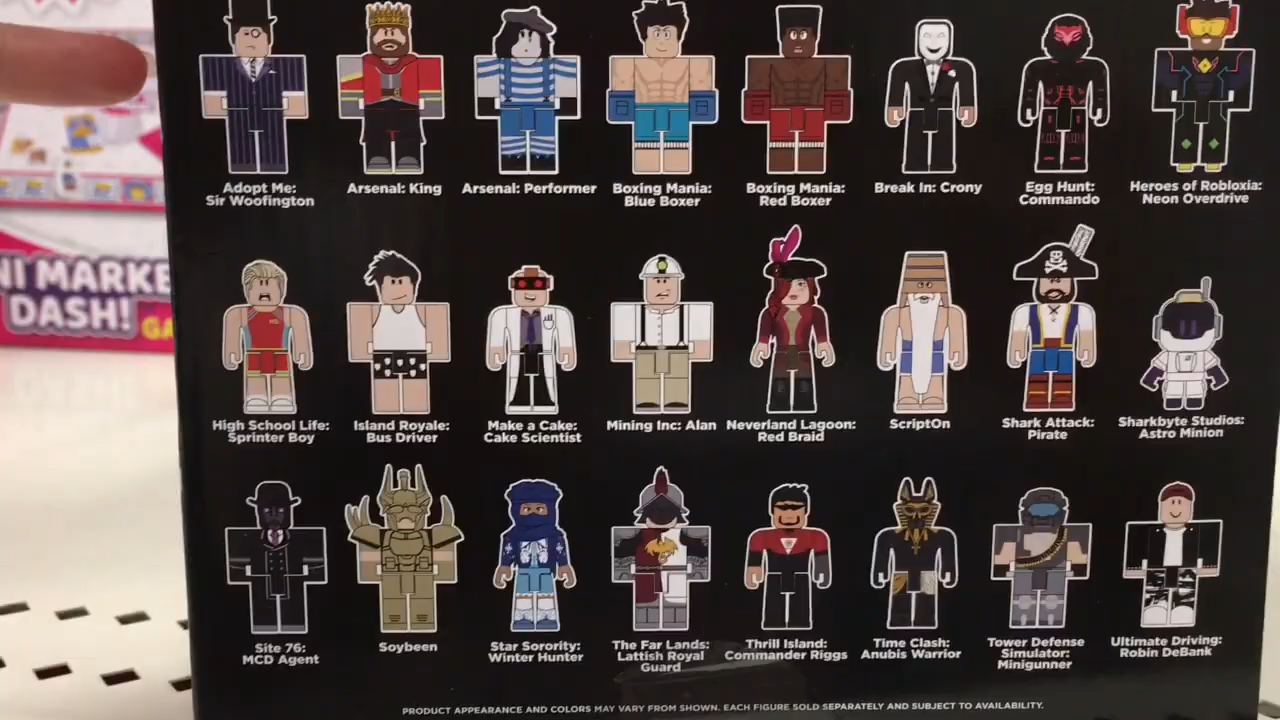 NI MARKE
DASH!
GA
Adopt Me:
Sir Woofington
Arsenal: King
Arsenal: Performer
Boxing Mania:
Blue Boxer
Boxing Mania:
Red Boxer
Break In: Crony
Egg Hunt:
Commando
Heroes of Robloxia:
Neon Overdrive
High School Life:
Sprinter Boy
Island Royale:
Bus Driver
Make a Cake:
Cake Scientist
Mining Inc: Alan
Neverland Lagoon:
Red Braid
ScriptOn
Shark Attack:
Pirate
Sharkbyte Studios:
Astro Minion
Site 76:
MCD Agent
Soybeen
Star Sorority:
Winter Hunter
The Far Lands:
Lattish Royal
Guard
Thrill Island:
Commander Riggs
Time Clash:
Anubis Warrior
Tower Defense
Simulator:
Minigunner
Ultimate Driving:
Robin DeBank
PRODUCT APPEARANCE AND COLORS MAY VARY FROM SHOWN. EACH FIGURE SOLD SEPARATELY AND SUBJECT TO AVAILABILITY.